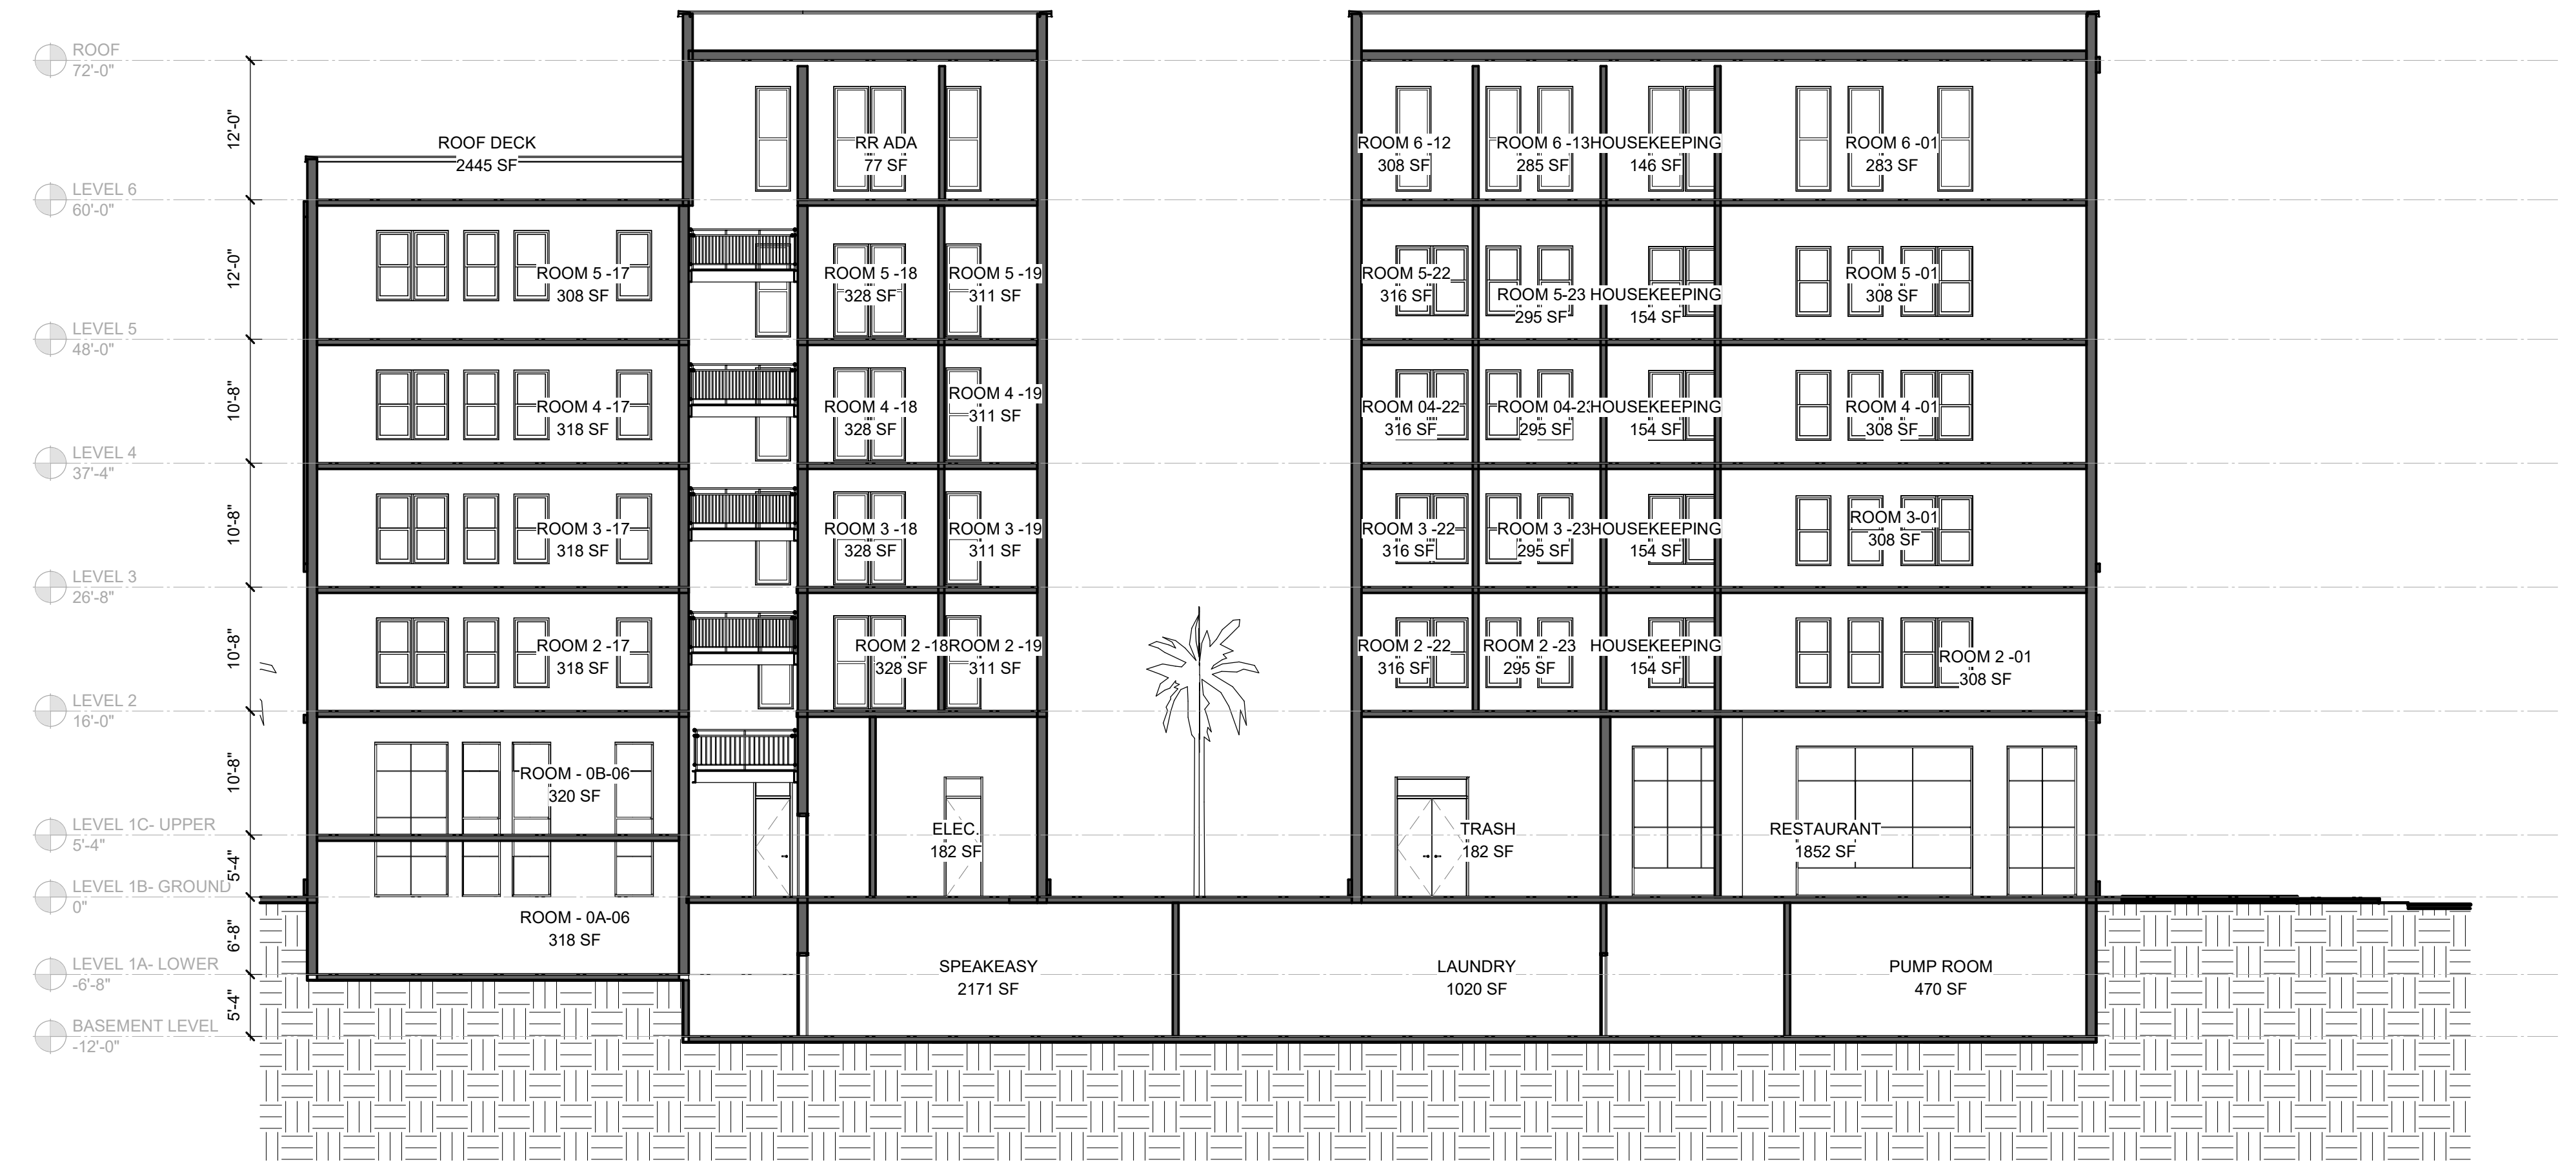 ROOF
72'-0"
12'-0"
ROOF DECK
2445 SF
RR ADA
77 SF
ROOM 6 -12
308 SF
ROOM 6 -13
285 SF
HOUSEKEEPING
146 SF
ROOM 6 -01
283 SF
LEVEL 6
60'-0"
12'-0"
ROOM 5 -17
308 SF
ROOM 5 -18
328 SF
ROOM 5 -19
311 SF
ROOM 5-22
316 SF
ROOM 5-23
295 SF
HOUSEKEEPING
154 SF
ROOM 5 -01
308 SF
LEVEL 5
48'-0"
10'-8"
ROOM 4 -17
318 SF
ROOM 4 -18
328 SF
ROOM 4 -19
311 SF
ROOM 04-22
316 SF
ROOM 04-23
295 SF
HOUSEKEEPING
154 SF
ROOM 4 -01
308 SF
LEVEL 4
37'-4"
10'-8"
ROOM 3 -17
318 SF
ROOM 3 -18
328 SF
ROOM 3 -19
311 SF
ROOM 3 -22
316 SF
ROOM 3 -23
295 SF
HOUSEKEEPING
154 SF
ROOM 3-01
308 SF
LEVEL 3
26'-8"
10'-8"
ROOM 2 -17
318 SF
ROOM 2 -18
328 SF
ROOM 2 -19
311 SF
ROOM 2 -22
316 SF
ROOM 2 -23
295 SF
HOUSEKEEPING
154 SF
ROOM 2 -01
308 SF
LEVEL 2
16'-0"
10'-8"
ROOM - 0B-06
320 SF
ELEC.
182 SF
TRASH
182 SF
RESTAURANT
1852 SF
LEVEL 1C- UPPER
5'-4"
5'-4"
LEVEL 1B- GROUND
0"
6'-8"
ROOM - 0A-06
318 SF
LEVEL 1A- LOWER
-6'-8"
5'-4"
SPEAKEASY
2171 SF
LAUNDRY
1020 SF
PUMP ROOM
470 SF
BASEMENT LEVEL
-12'-0"